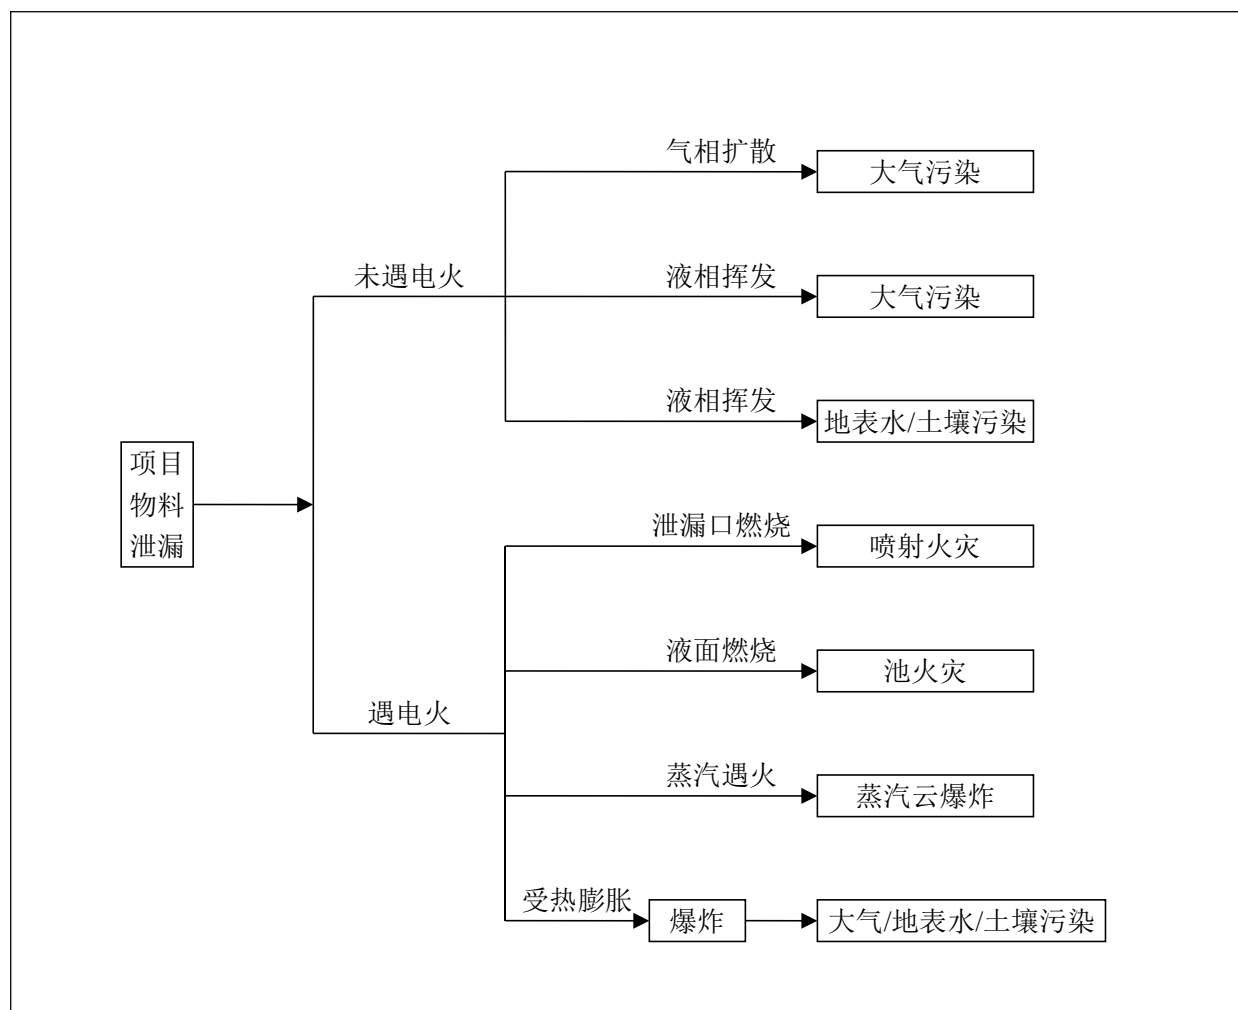 气相扩散
大气污染
未遇电火
液相挥发
大气污染
液相挥发
地表水/土壤污染
项目
物料
泄漏
泄漏口燃烧
喷射火灾
液面燃烧
池火灾
遇电火
蒸汽遇火
蒸汽云爆炸
受热膨胀
爆炸
大气/地表水/土壤污染